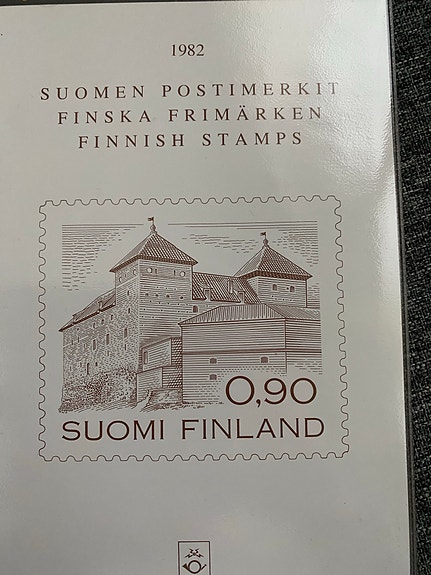 1982
SUOMEN POSTIMERKIT
FINSKA FRIMÄRKEN
FINNISH STAMPS
0,90
SUOMI FINLAND